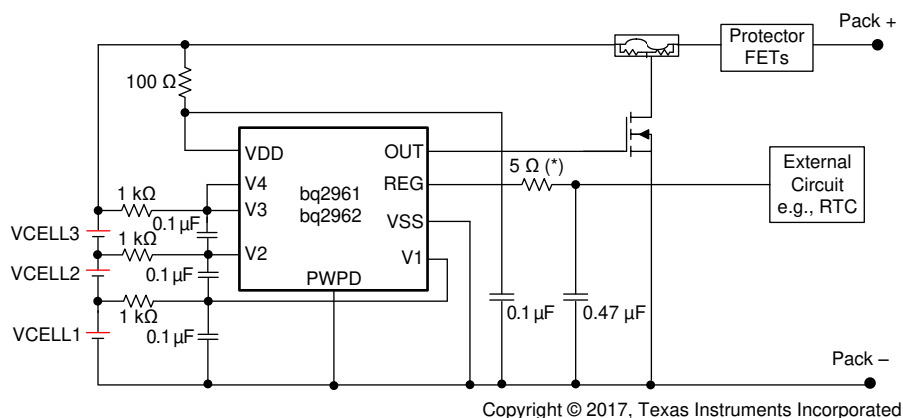 Pack +
Protector
FETs
100 Ω
VDD
OUT
5 Ω (*)
External
Circuit
e.g., RTC
1 kΩ
V4
bq2961
REG
V3
bq2962
0.1 µF
VSS
VCELL3
1 kΩ
V2
V1
VCELL2
0.1 µF
PWPD
1 kΩ
0.1 µF
0.47 µF
VCELL1
0.1 µF
Pack –
Copyright © 2017, Texas Instruments Incorporated